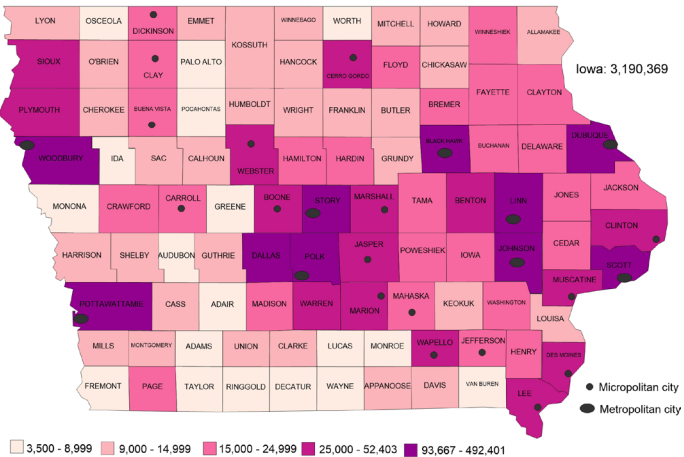 LYON
OSCEOLA
DICKINSON
EMMET
WINNEBAGO
WORTH
MITCHELL
HOWARD
WINNESHIEK
ALLAMAKEE
KOSSUTH
SIOUX
O'BRIEN
CLAY
PALO ALTO
HANCOCK
CERRO GORDO
FLOYD
CHICKASAW
Iowa: 3,190,369
FAYETTE
CLAYTON
PLYMOUTH
CHEROKEE
BUENA VISTA
POCAHONTAS
HUMBOLDT
WRIGHT
FRANKLIN
BUTLER
BREMER
WOODBURY
IDA
SAC
CALHOUN
WEBSTER
HAMILTON
HARDIN
GRUNDY
BLACK HAWK
BUCHANAN
DELAWARE
DUBUQUE
MONONA
CRAWFORD
CARROLL
GREENE
BOONE
STORY
MARSHALL
TAMA
BENTON
LINN
JONES
JACKSON
CLINTON
HARRISON
SHELBY
AUDUBON
GUTHRIE
DALLAS
POLK
JASPER
POWESHIEK
IOWA
JOHNSON
CEDAR
SCOTT
MUSCATINE
POTTAWATTAMIE
CASS
ADAIR
MADISON
WARREN
MARION
MAHASKA
KEOKUK
WASHINGTON
LOUISA
MILLS
MONTGOMERY
ADAMS
UNION
CLARKE
LUCAS
MONROE
WAPELLO
JEFFERSON
HENRY
DES MOINES
FREMONT
PAGE
TAYLOR
RINGGOLD
DECATUR
WAYNE
APPANOOSE
DAVIS
VAN BUREN
LEE
Micropolitan city
Metropolitan city
3,500 - 8,999
9,000 - 14,999
15,000 - 24,999
25,000 - 52,403
93,667 - 492,401